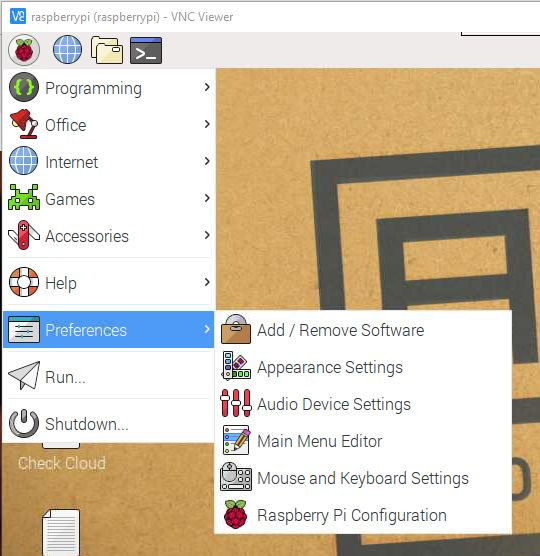 raspberrypi (raspberrypi) - VNC Viewer
Programming
Office
Internet
Games
Accessories
Help
Preferences
Run...
Shutdown...
Add / Remove Software
Appearance Settings
Audio Device Settings
Main Menu Editor
Mouse and Keyboard Settings
Raspberry Pi Configuration
Check Cloud